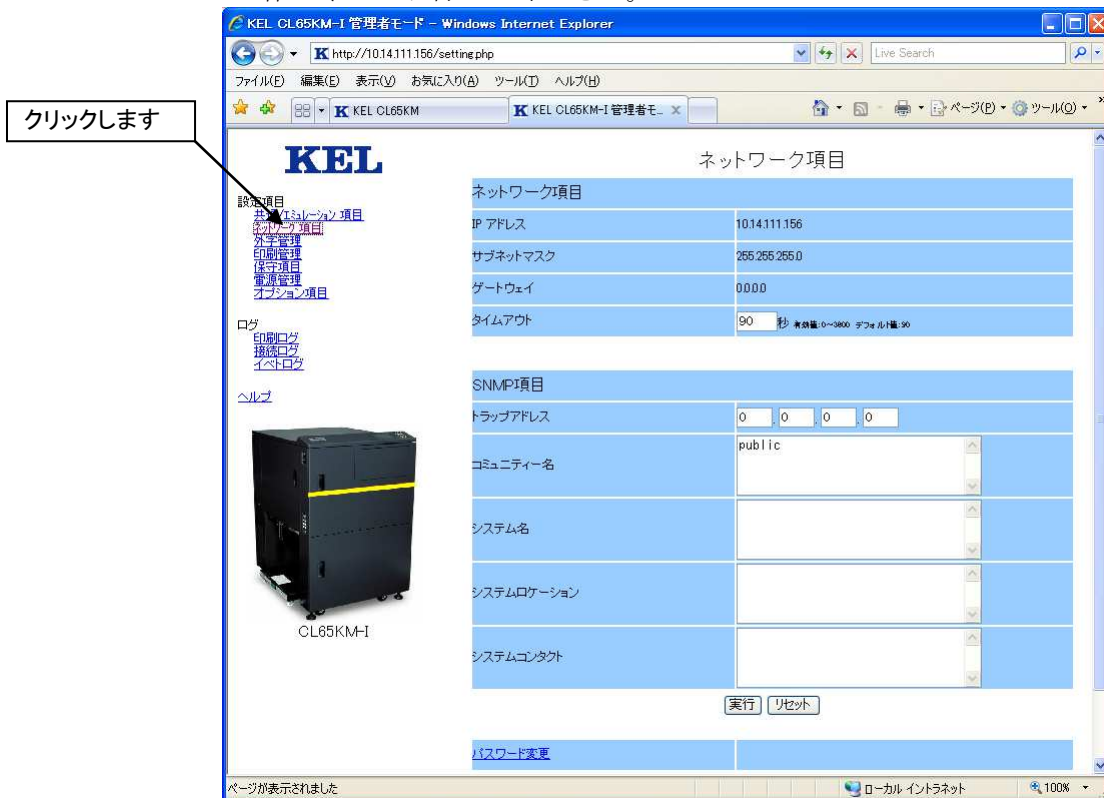 KEL CL65KM-I 管理者モード - Windows Internet Explorer
http://10.14.111.156/setting.php
Live Search
ファイル(F) 編集(E) 表示(V) お気に入り(A) ツール(T) ヘルプ(H)
KEL CL65KM
KEL CL65KM-I 管理者モ...
ページ(P)
ツール(O)
クリックします
KEL
設定項目
共通/エミュレーション 項目
ネットワーク 項目
外字管理
印刷管理
保守項目
電源管理
オプション項目
ログ
印刷ログ
接続ログ
イベトログ
ヘルプ
CL65KM-I
ネットワーク項目
ネットワーク項目
IP アドレス 10.14.111.156
サブネットマスク 255.255.255.0
ゲートウェイ 0.0.0.0
タイムアウト 90 秒 有効値:0~3600 デフォルト値:90
SNMP項目
トラップアドレス 0 . 0 . 0 . 0
コミュニティー名 public
システム名
システムロケーション
システムコンタクト
実行 リセット
パスワード変更
ページが表示されました ローカル イントラネット 100%